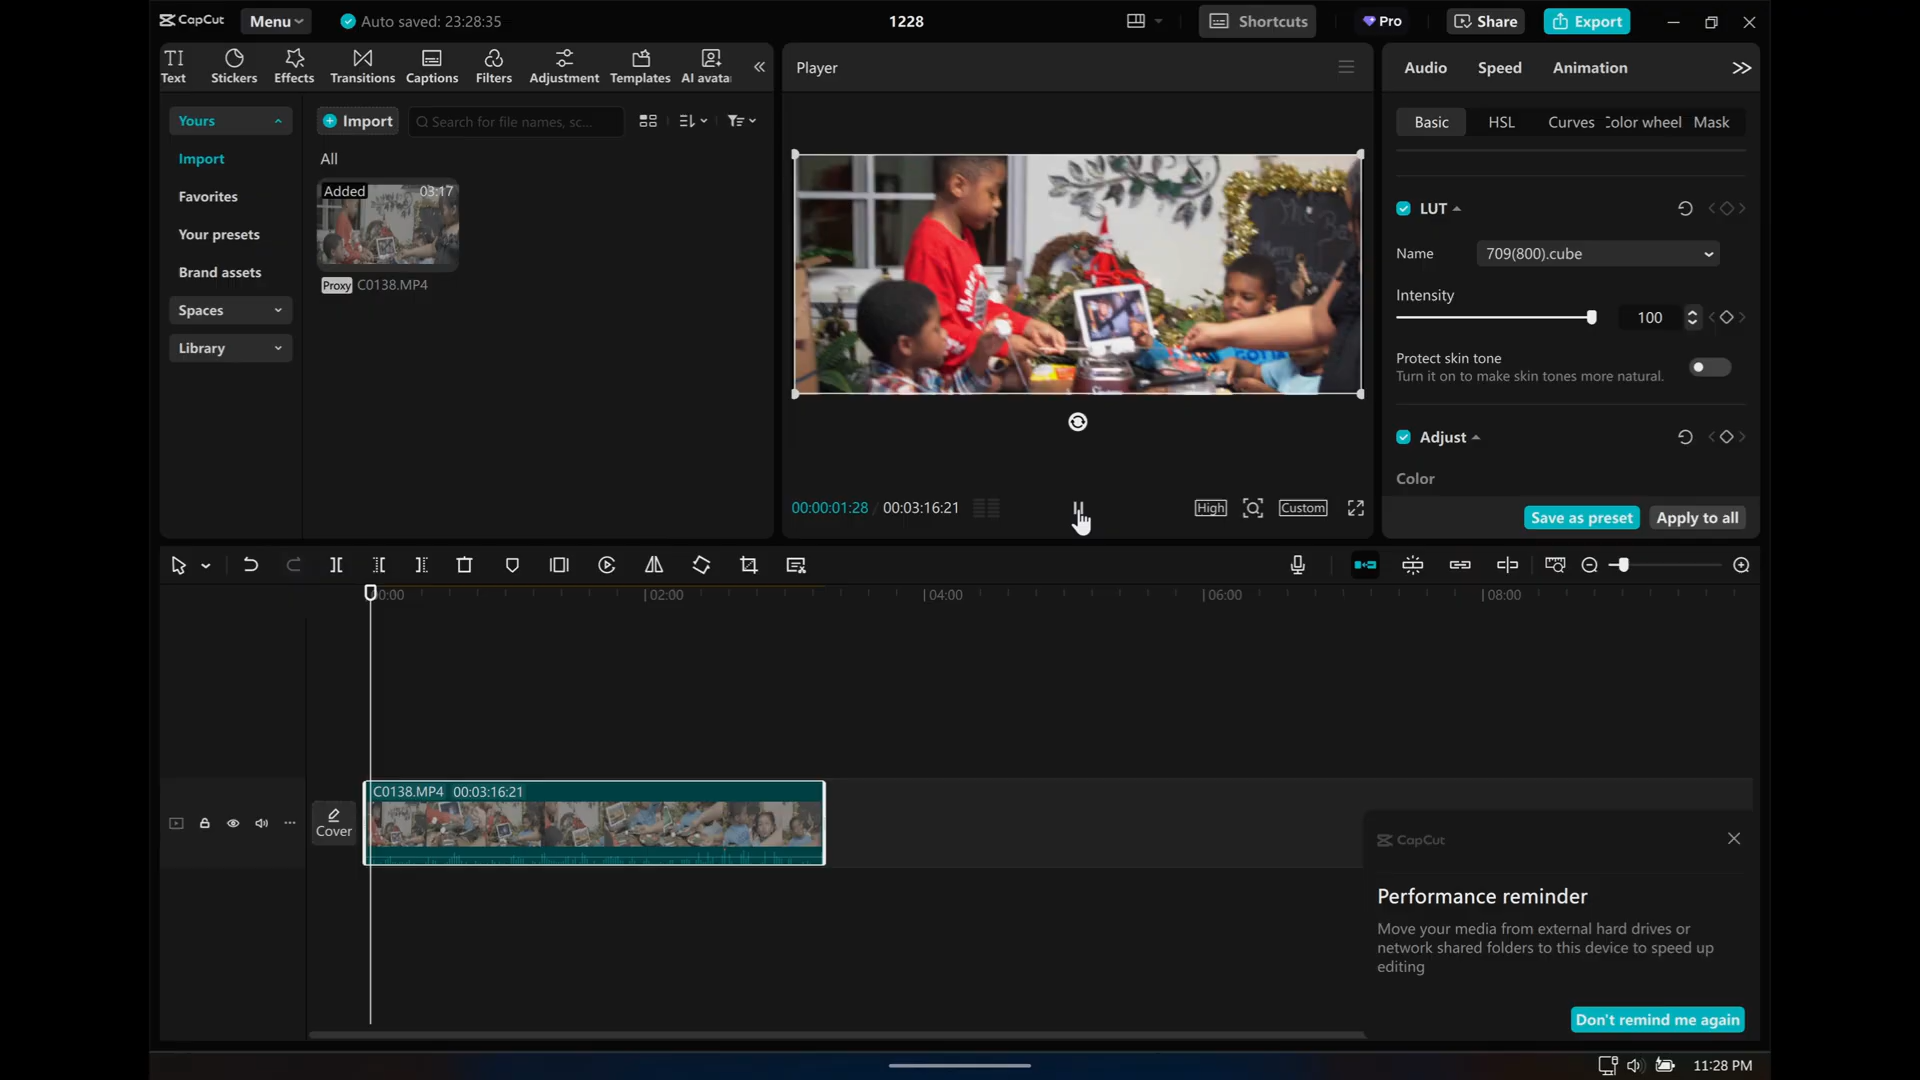 CapCut
Menu
Auto saved: 23:28:35
1228
Shortcuts
Pro
Share
Export
Text
Stickers
Effects
Transitions
Captions
Filters
Adjustment
Templates
AI avata
Player
Audio
Speed
Animation
Yours
Import
Search for file names, sc...
Basic
HSL
Curves
Color wheel
Mask
Import
All
Favorites
Added
03:17
LUT
Your presets
Name
709(800).cube
Brand assets
Proxy
C0138.MP4
Intensity
100
Spaces
Library
Protect skin tone
Turn it on to make skin tones more natural.
Adjust
Color
00:00:01:28 / 00:03:16:21
High
Custom
Save as preset
Apply to all
00:00
02:00
04:00
06:00
08:00
C0138.MP4 00:03:16:21
Cover
CapCut
Performance reminder
Move your media from external hard drives or
network shared folders to this device to speed up
editing
Don't remind me again
11:28 PM